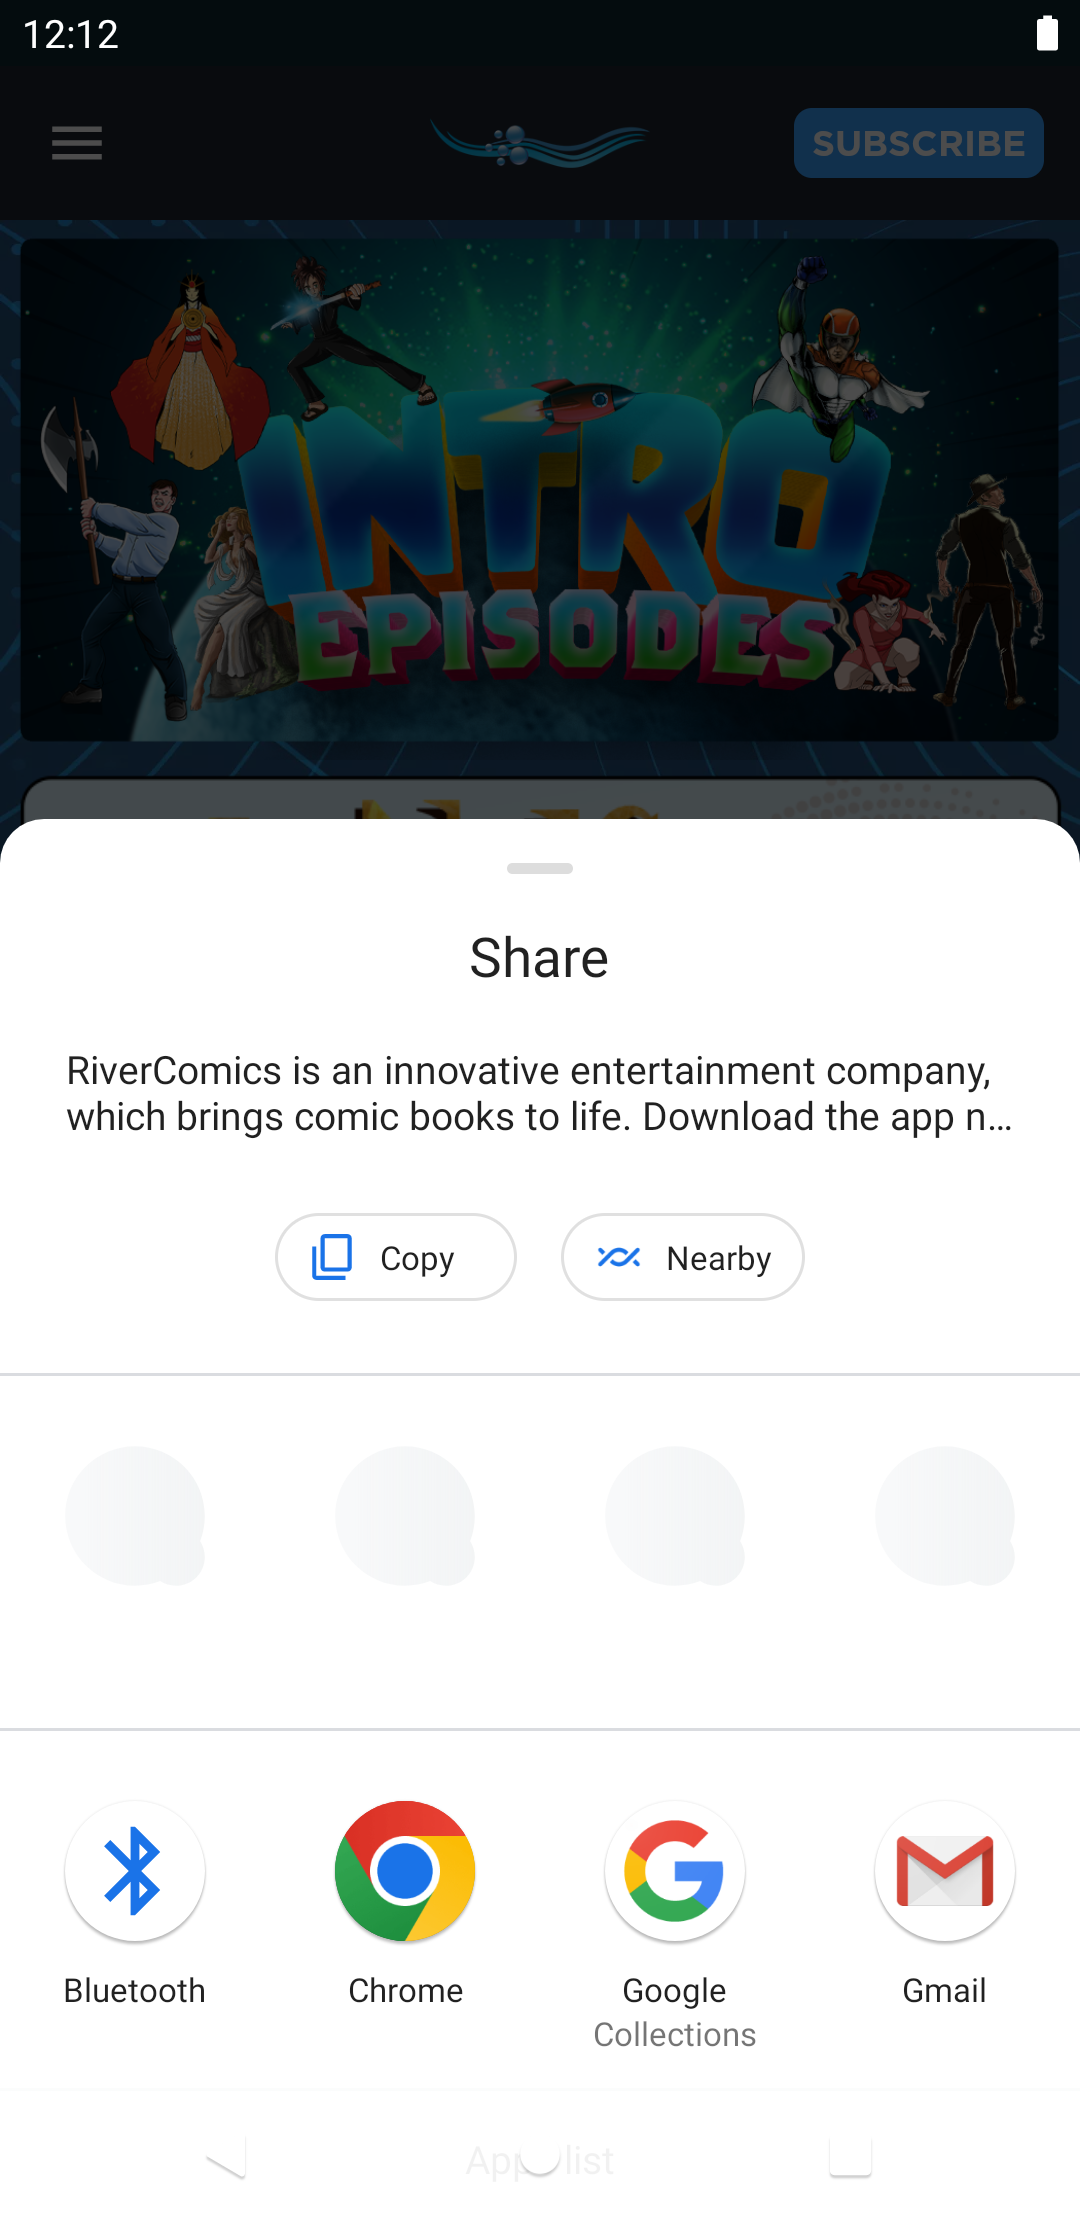 12:12
SUBSCRIBE
INTRO
EPISODES
Share
RiverComics is an innovative entertainment company,
which brings comic books to life. Download the app n...
Copy
Nearby
Bluetooth
Chrome
Google
Collections
Gmail
list